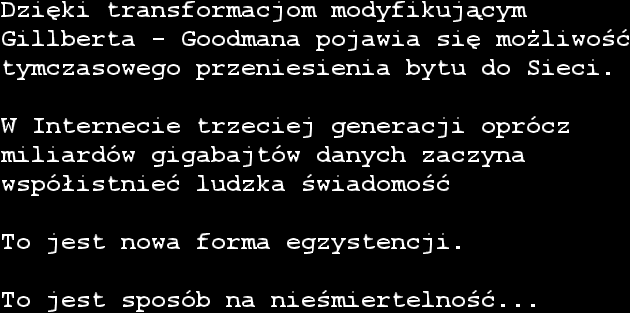 Dzięki transformacjom modyfikującym
Gillberta - Goodmana pojawia się możliwość
tymczasowego przeniesienia bytu do Sieci.
W Internecie trzeciej generacji oprócz
miliardów gigabajtów danych zaczyna
współistnieć ludzka świadomość
To jest nowa forma egzystencji.
To jest sposób na nieśmiertelność...